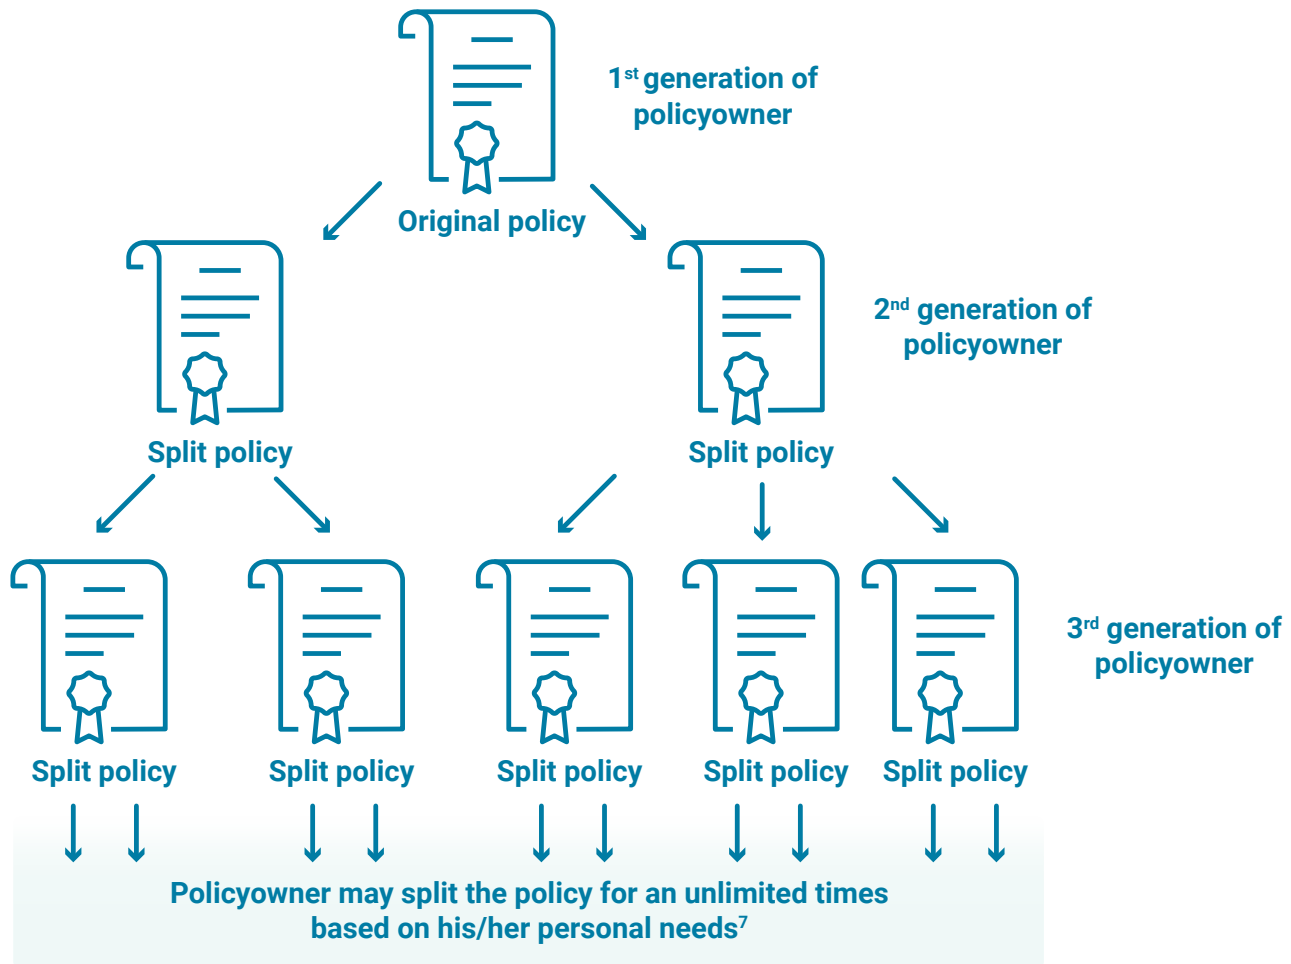 1st generation of
policyowner
Original policy
2nd generation of
policyowner
Split policy
Split policy
3rd generation of
policyowner
Split policy
Split policy
Split policy
Split policy
Split policy
Policyowner may split the policy for an unlimited times
based on his/her personal needs7